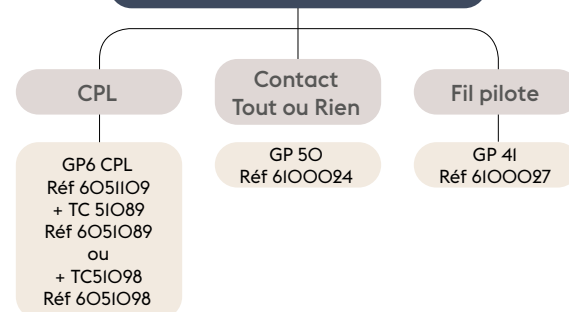 CPL
GP6 CPL
Réf 6051109
+ TC 51089
Réf 6051089
ou
+ TC51098
Réf 6051098
Contact
Tout ou Rien
GP 50
Réf 6100024
Fil pilote
GP 41
Réf 6100027